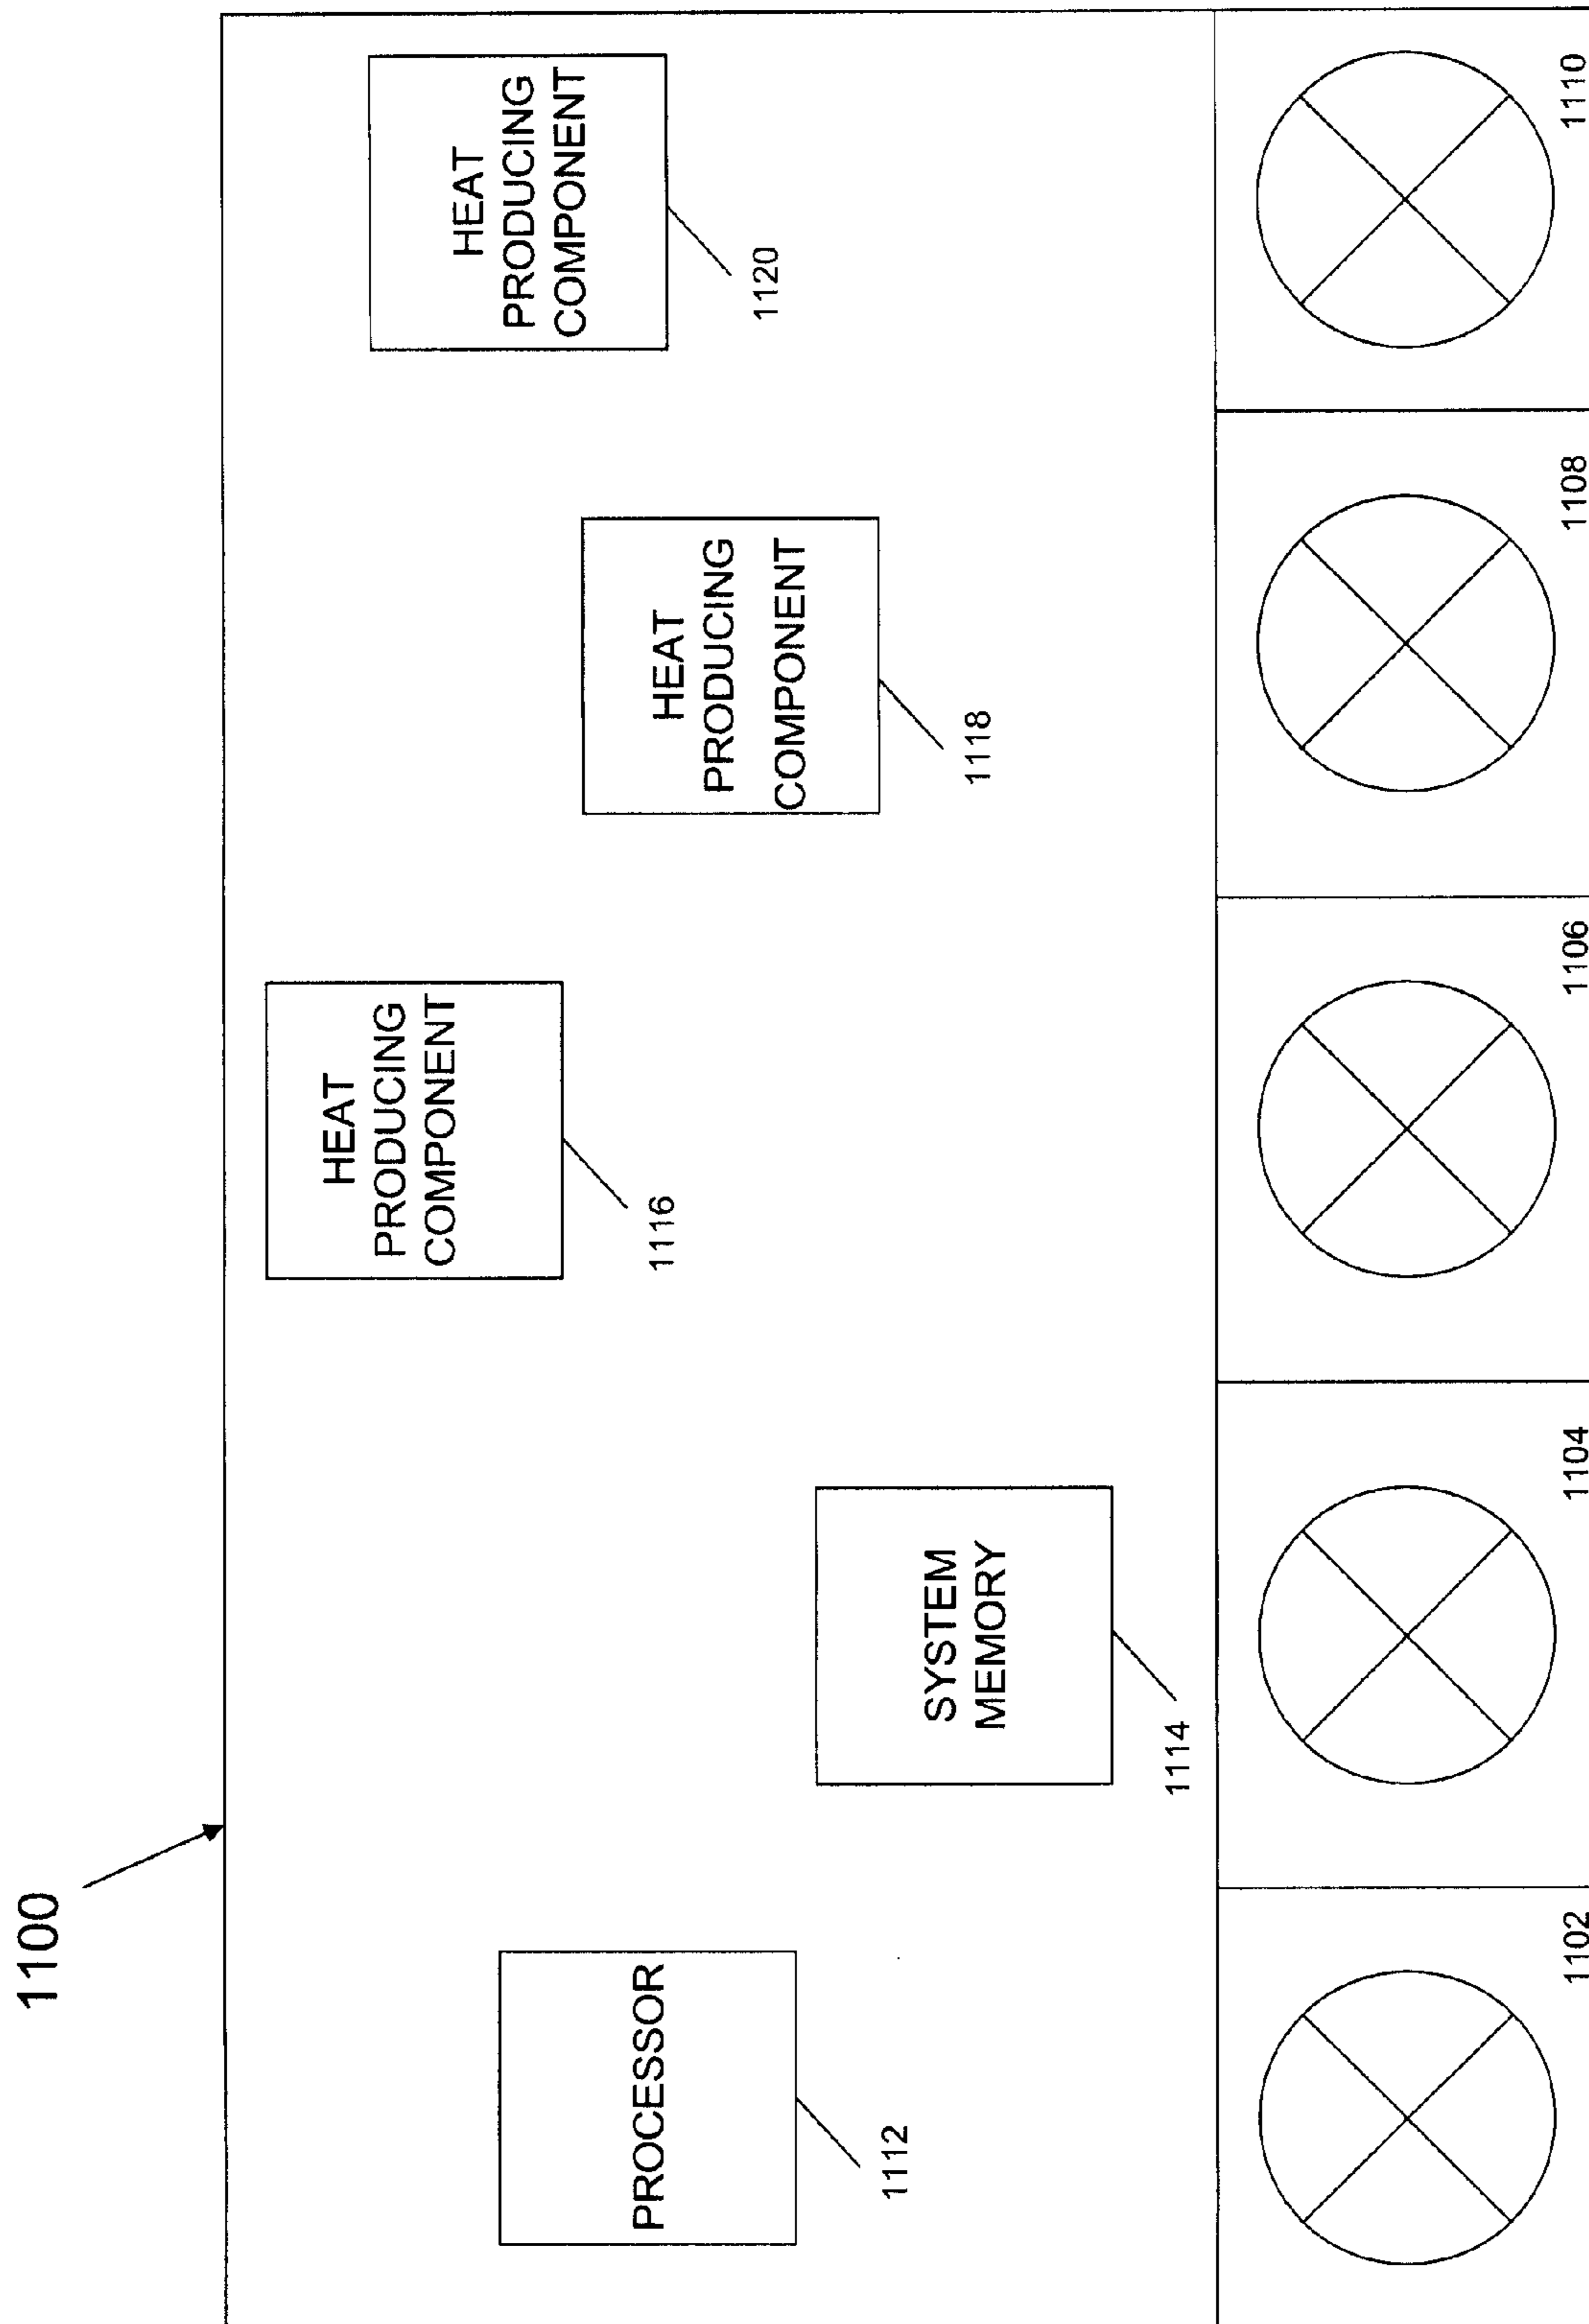 1100
PROCESSOR
1112
SYSTEM
MEMORY
1114
HEAT
PRODUCING
COMPONENT
1116
HEAT
PRODUCING
COMPONENT
1118
HEAT
PRODUCING
COMPONENT
1120
1102
1104
1106
1108
1110